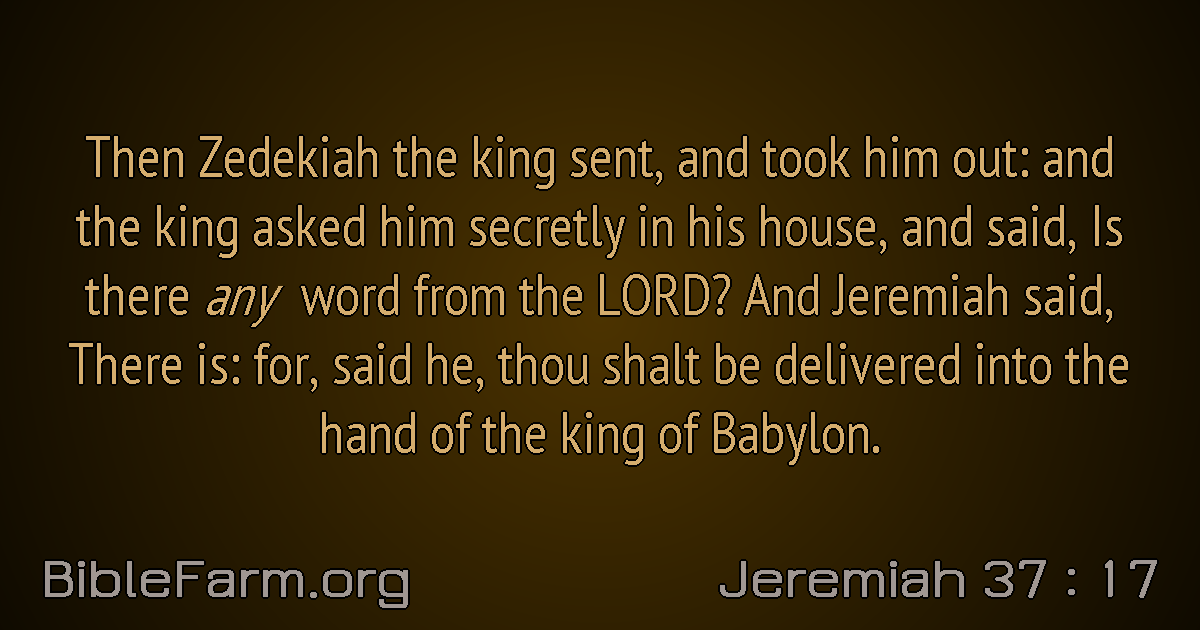 Then Zedekiah the king sent, and took him out: and
the king asked him secretly in his house, and said, Is
there any word from the LORD? And Jeremiah said,
There is: for, said he, thou shalt be delivered into the
hand of the king of Babylon.
BibleFarm.org
Jeremiah 37 : 17